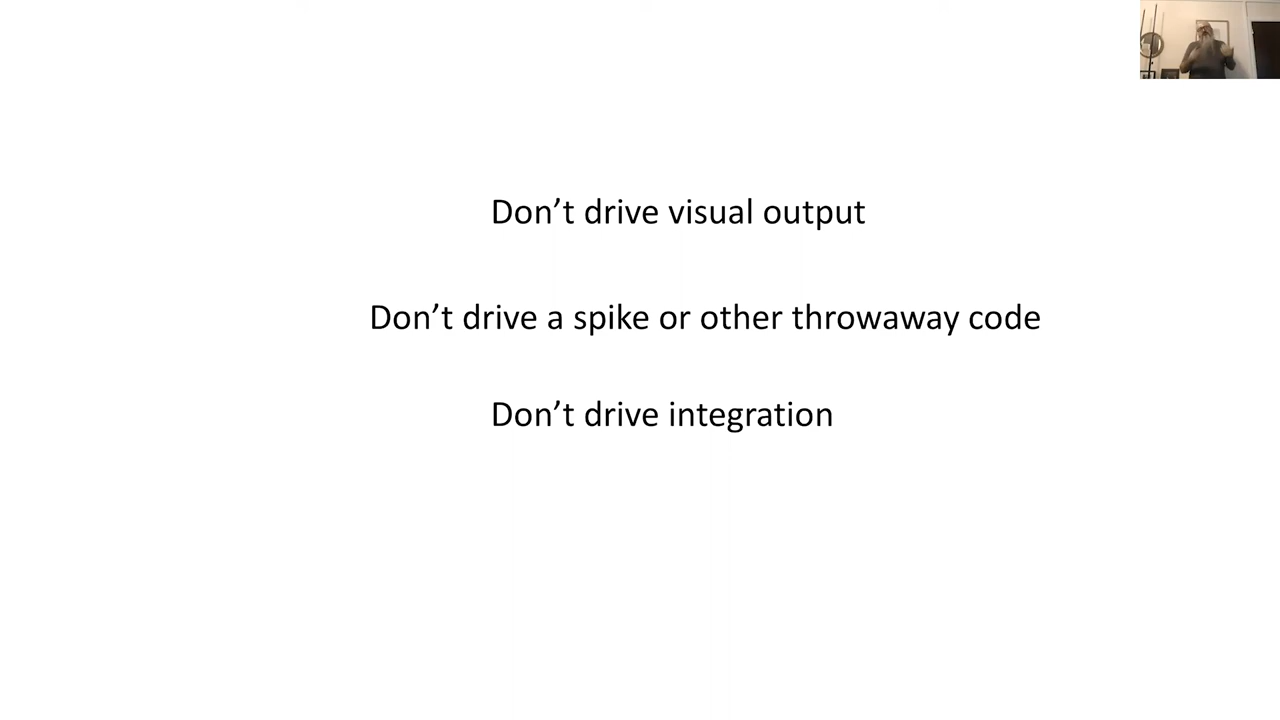 Don’t drive visual output
Don’t drive a spike or other throwaway code
Don’t drive integration